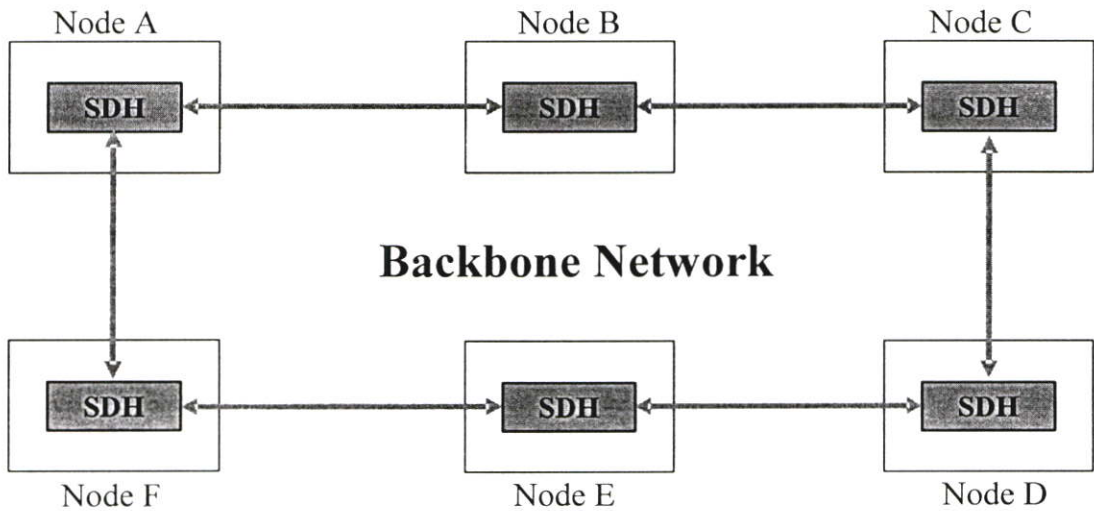 Node A
Node B
Node C
SDH
SDH
SDH
Backbone Network
SDH
SDH
SDH
Node F
Node E
Node D